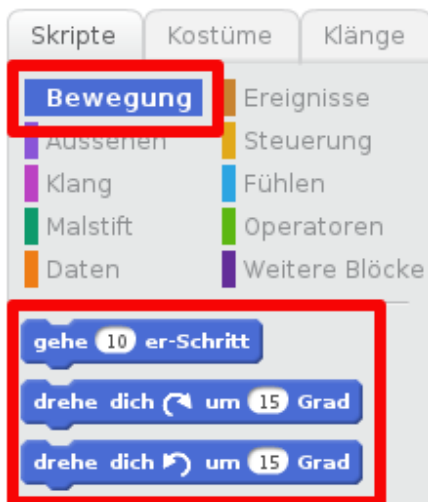 Skripte Kostüme Klänge
Bewegung Ereignisse
Aussehen Steuerung
Klang Fühlen
Malstift Operatoren
Daten Weitere Blöcke
gehe 10 er-Schritt
drehe dich um 15 Grad
drehe dich um 15 Grad